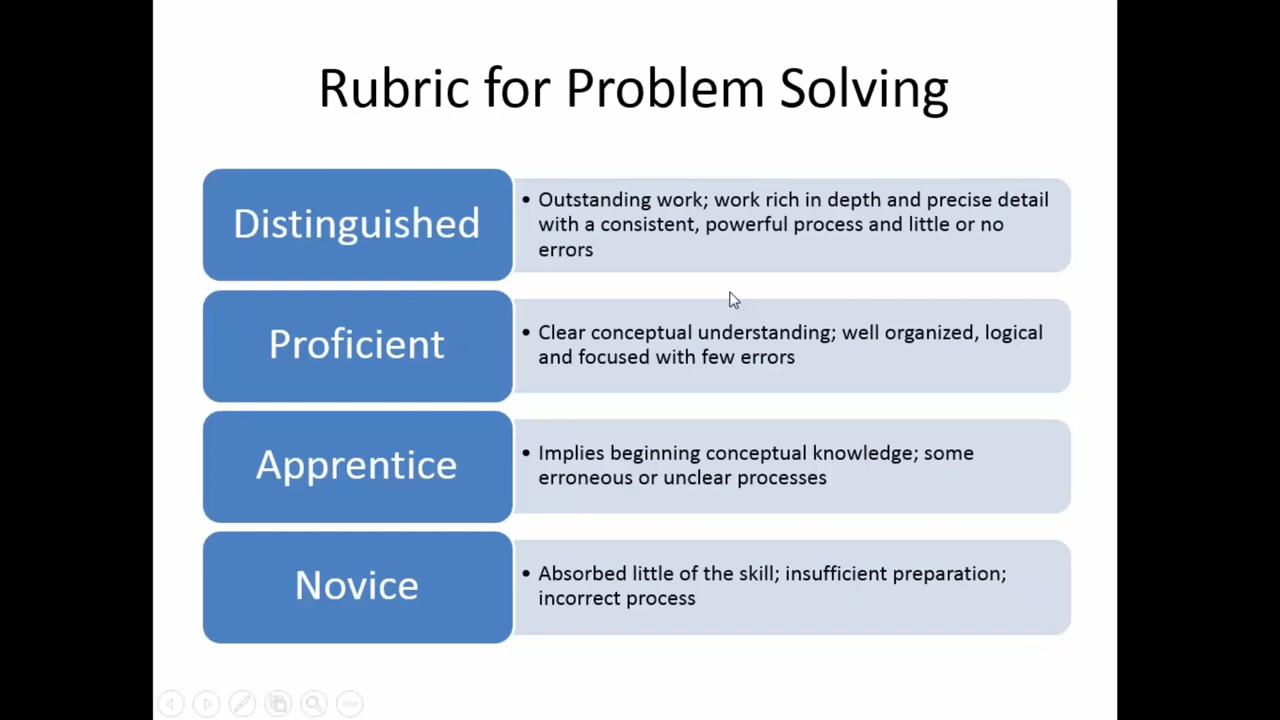 Rubric for Problem Solving
Distinguished
• Outstanding work; work rich in depth and precise detail
with a consistent, powerful process and little or no
errors
Proficient
• Clear conceptual understanding; well organized, logical
and focused with few errors
Apprentice
• Implies beginning conceptual knowledge; some
erroneous or unclear processes
Novice
• Absorbed little of the skill; insufficient preparation;
incorrect process